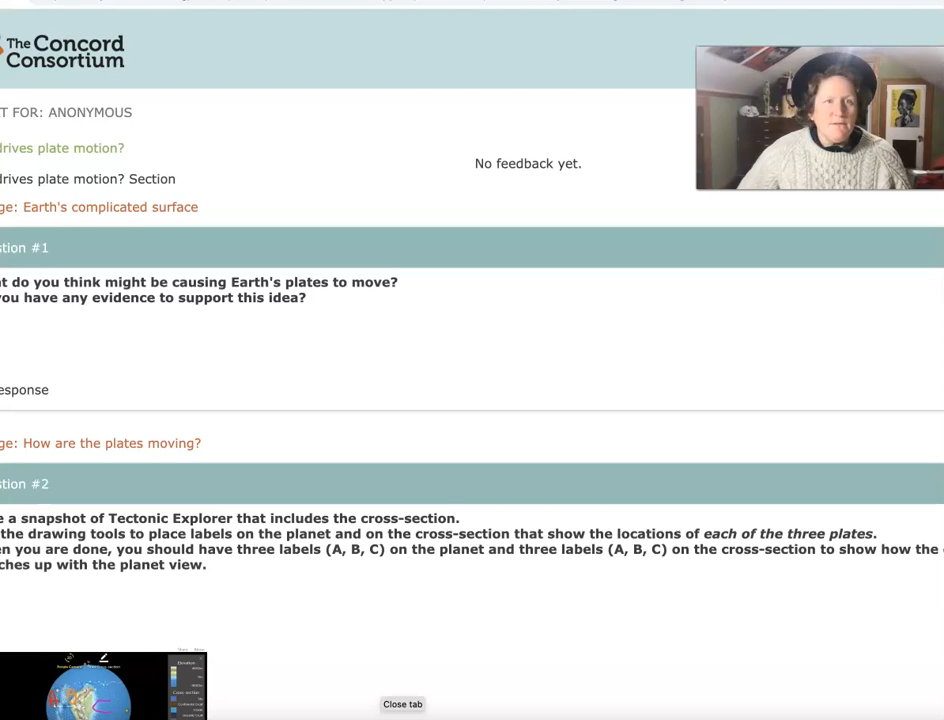 The Concord
Consortium
T FOR: ANONYMOUS
drives plate motion?
No feedback yet.
drives plate motion? Section
ge: Earth's complicated surface
stion #1
t do you think might be causing Earth's plates to move?
you have any evidence to support this idea?
esponse
ge: How are the plates moving?
stion #2
e a snapshot of Tectonic Explorer that includes the cross-section.
the drawing tools to place labels on the planet and on the cross-section that show the locations of each of the three plates.
en you are done, you should have three labels (A, B, C) on the planet and three labels (A, B, C) on the cross-section to show how the
ches up with the planet view.
Elevation
A
B
C
Close tab